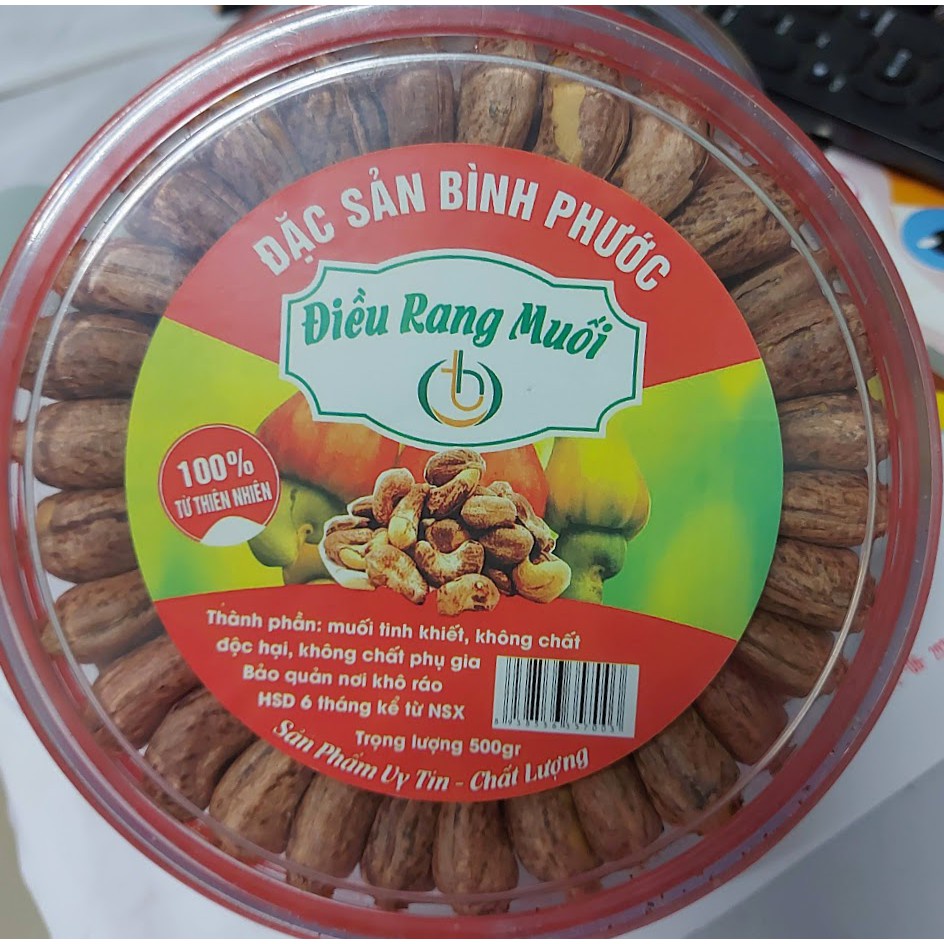 ĐẶC SẢN BÌNH PHƯỚC
Điều Rang Muối
100%
TỪ THIÊN NHIÊN
Thành phần: muối tinh khiết, không chất
độc hại, không chất phụ gia
Bảo quản nơi khô ráo
HSD 6 tháng kể từ NSX
Trọng lượng 500gr
Sản Phẩm Uy Tín - Chất Lượng